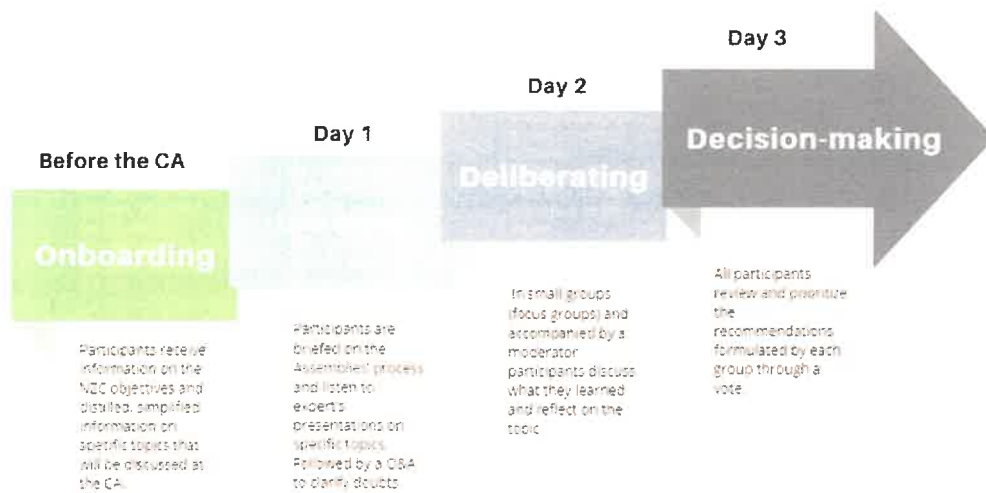 Before the CA
Onboarding
Participants receive
information on the
NZC objectives and
distilled, simplified
information on
specific topics that
will be discussed at
the CA.
Day 1
Participants are
briefed on the
Assemblies' process
and listen to
expert's
presentations on
specific topics.
Followed by a Q&A
to clarify doubts
Day 2
Deliberating
In small groups
(focus groups) and
accompanied by a
moderator
participants discuss
what they learned
and reflect on the
topic
Day 3
Decision-making
All participants
review and prioritize
the
recommendations
formulated by each
group through a
vote.